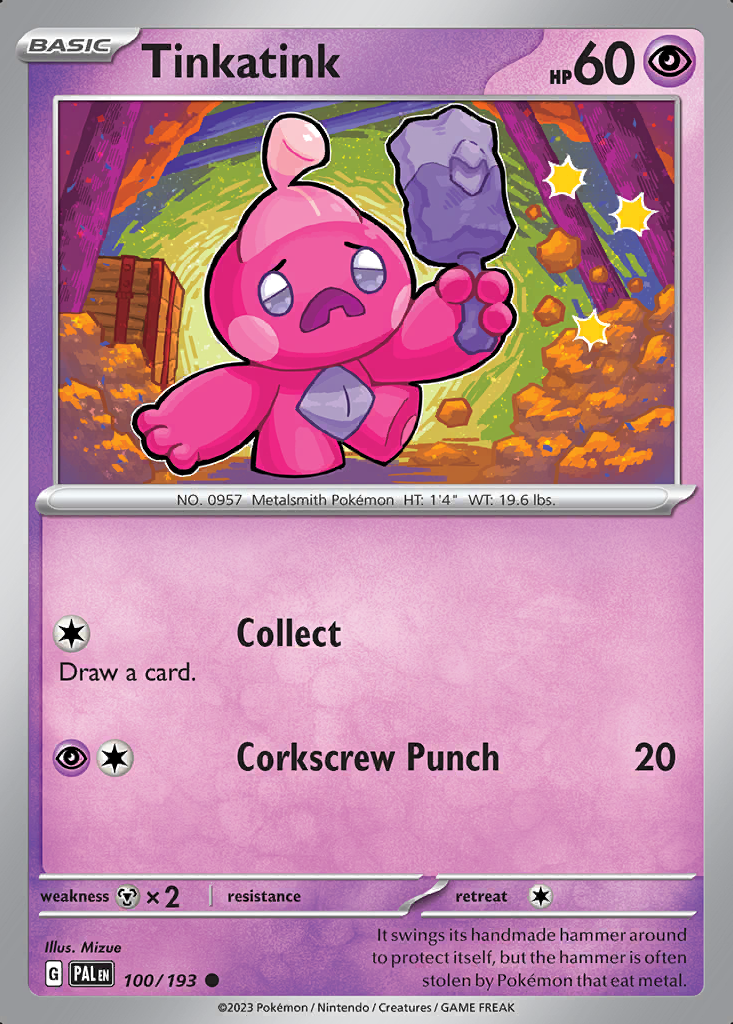 BASIC
Tinkatink
HP 60
NO. 0957 Metalsmith Pokémon HT: 1'4" WT: 19.6 lbs.
Collect
Draw a card.
Corkscrew Punch 20
weakness ×2 resistance retreat
Illus. Mizue
It swings its handmade hammer around
to protect itself, but the hammer is often
stolen by Pokémon that eat metal.
G PAL EN 100/193
©2023 Pokémon / Nintendo / Creatures / GAME FREAK